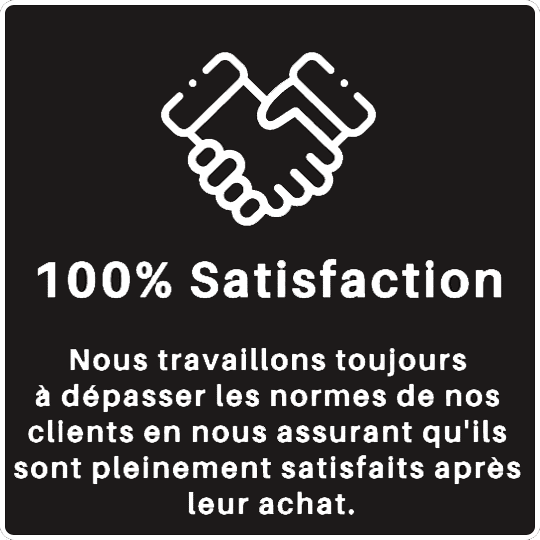 100% Satisfaction
Nous travaillons toujours
à dépasser les normes de nos
clients en nous assurant qu'ils
sont pleinement satisfaits après
leur achat.